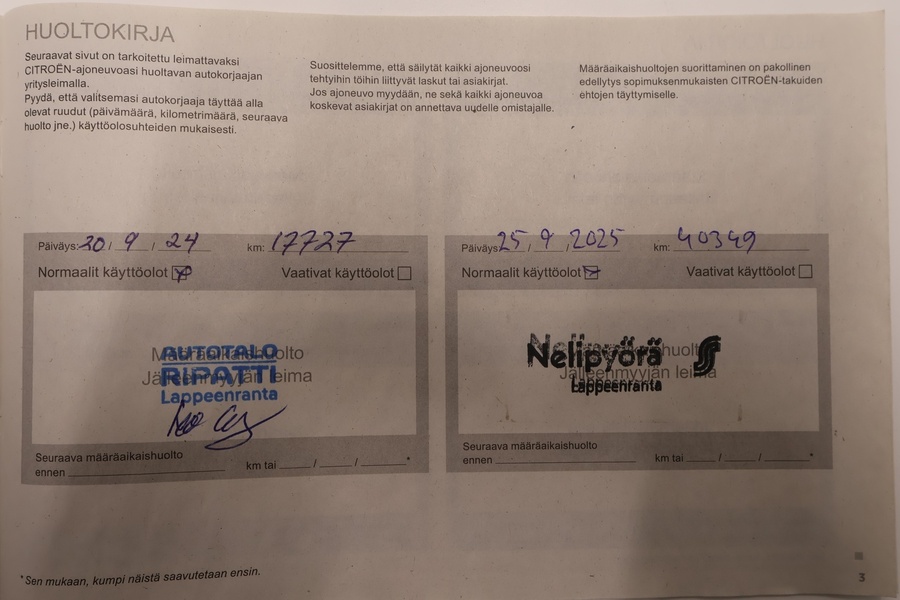 HUOLTOKIRJA
Seuraavat sivut on tarkoitettu leimattavaksi
CITROËN-ajoneuvoasi huoltavan autokorjaajan
yritysleimalla.
Pyydä, että valitsemasi autokorjaaja täyttää alla
olevat ruudut (päivämäärä, kilometrimäärä, seuraava
huolto jne.) käyttöolosuhteiden mukaisesti.
Suosittelemme, että säilytät kaikki ajoneuvoosi
tehtyihin töihin liittyvät laskut tai asiakirjat.
Jos ajoneuvo myydään, ne sekä kaikki ajoneuvoa
koskevat asiakirjat on annettava uudelle omistajalle.
Määräaikaishuoltojen suorittaminen on pakollinen
edellytys sopimuksenmukaisten CITROËN-takuiden
ehtojen täyttymiselle.
Päiväys: 20 / 9 / 24 km: 17727
Normaalit käyttöolot Vaativat käyttöolot
Määräaikaishuolto
Jälleenmyyjän leima
AUTOTALO
RIPATTI
Lappeenranta
Seuraava määräaikaishuolto
ennen km tai / / *
Päiväys: 25 / 9 / 2025 km: 40349
Normaalit käyttöolot Vaativat käyttöolot
Määräaikaishuolto
Jälleenmyyjän leima
Nelipyörä
Lappeenranta
Seuraava määräaikaishuolto
ennen km tai / / *
*Sen mukaan, kumpi näistä saavutetaan ensin.
3